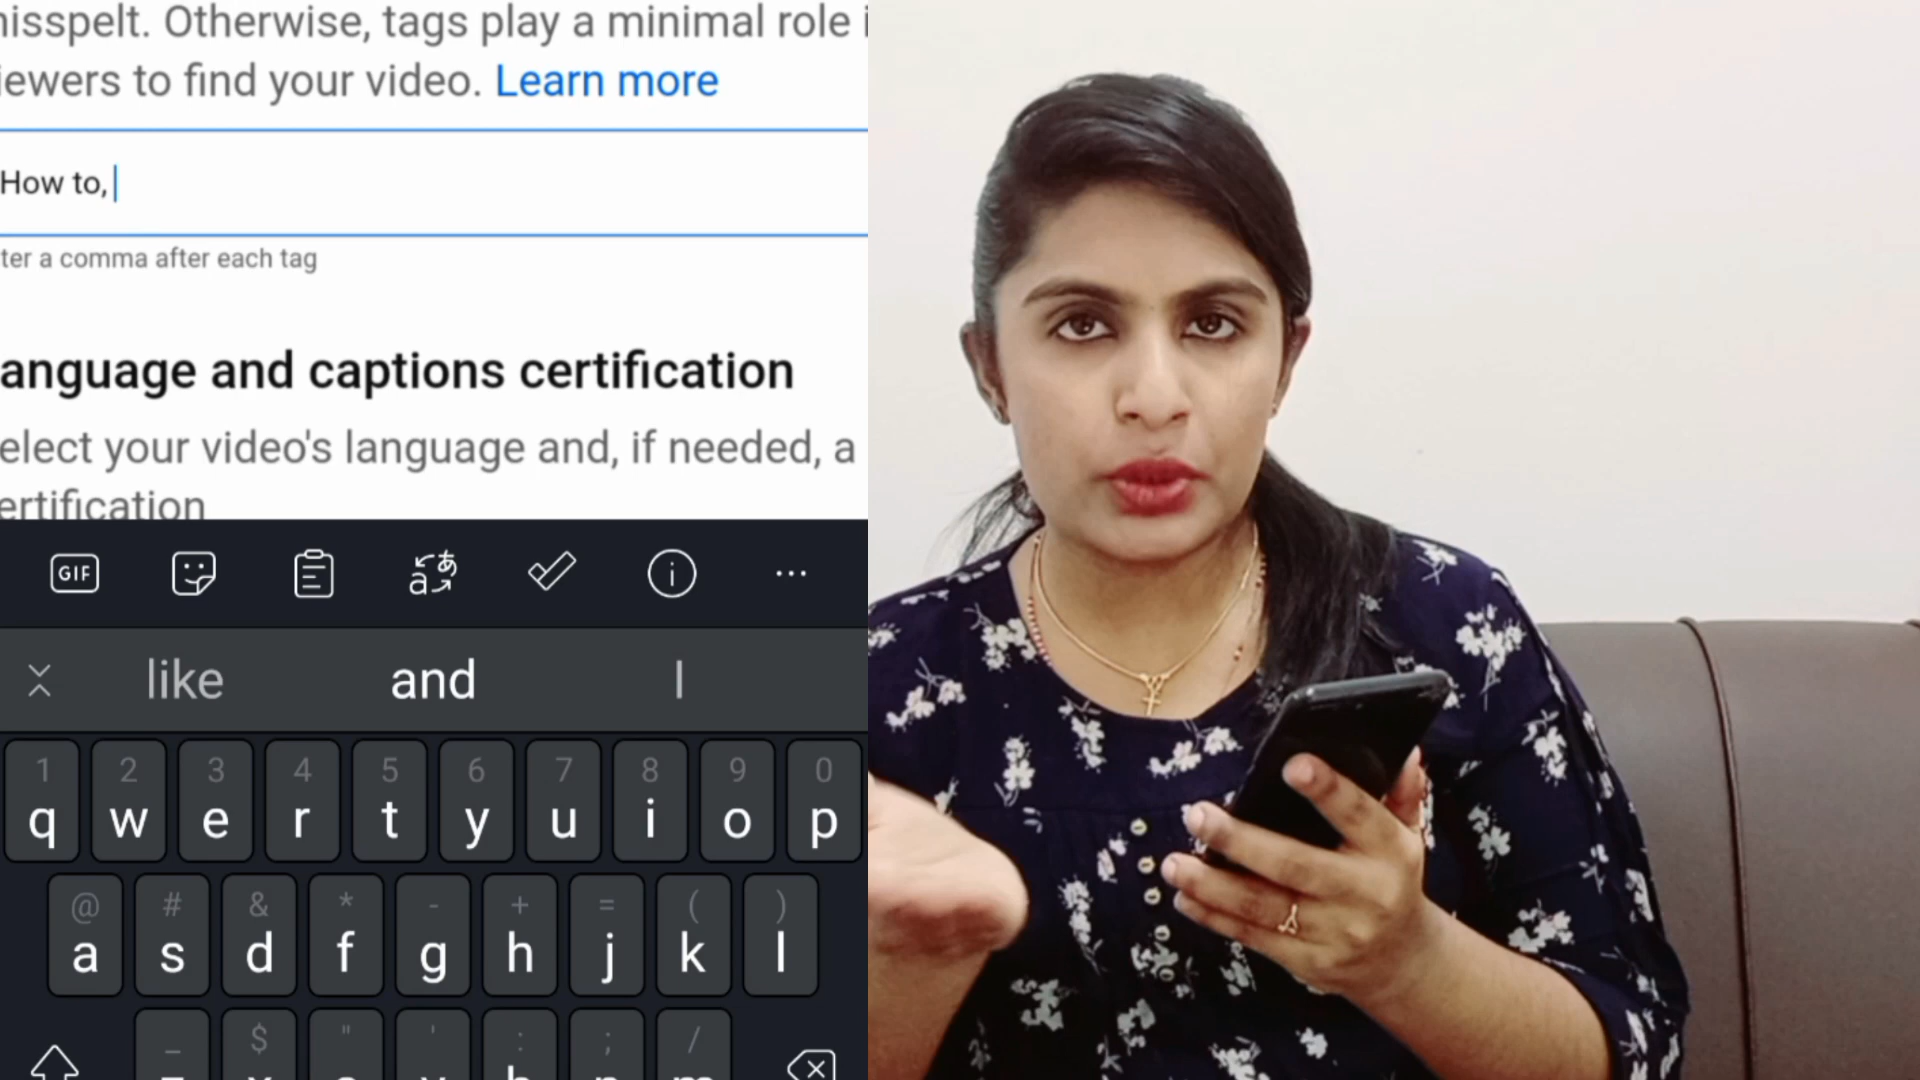 isspelt. Otherwise, tags play a minimal role i
iewers to find your video. Learn more
How to,
ter a comma after each tag
anguage and captions certification
elect your video's language and, if needed, a
ertification
GIF
like and I
1 2 3 4 5 6 7 8 9 0
q w e r t y u i o p
@ # & * - + = ( )
a s d f g h j k l
_ $ " ' : ; /